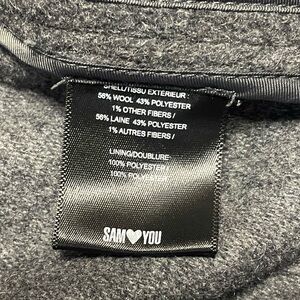 SHELL/TISSU EXTÉRIEUR :
56% WOOL 43% POLYESTER
1% OTHER FIBERS /
56% LAINE 43% POLYESTER
1% AUTRES FIBERS /
LINING/DOUBLURE:
100% POLYESTER /
100% POLYESTER
SAM♥YOU